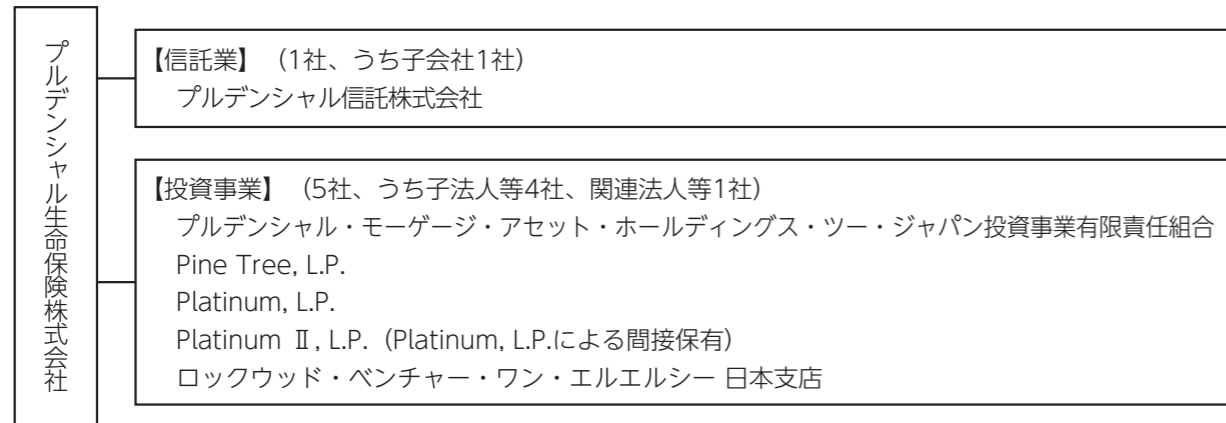 プルデンシャル生命保険株式会社
【信託業】(1社、うち子会社1社)
プルデンシャル信託株式会社
【投資事業】(5社、うち子法人等4社、関連法人等1社)
プルデンシャル・モーゲージ・アセット・ホールディングス・ツー・ジャパン投資事業有限責任組合
Pine Tree, L.P.
Platinum, L.P.
Platinum Ⅱ, L.P.(Platinum, L.P.による間接保有)
ロックウッド・ベンチャー・ワン・エルエルシー 日本支店